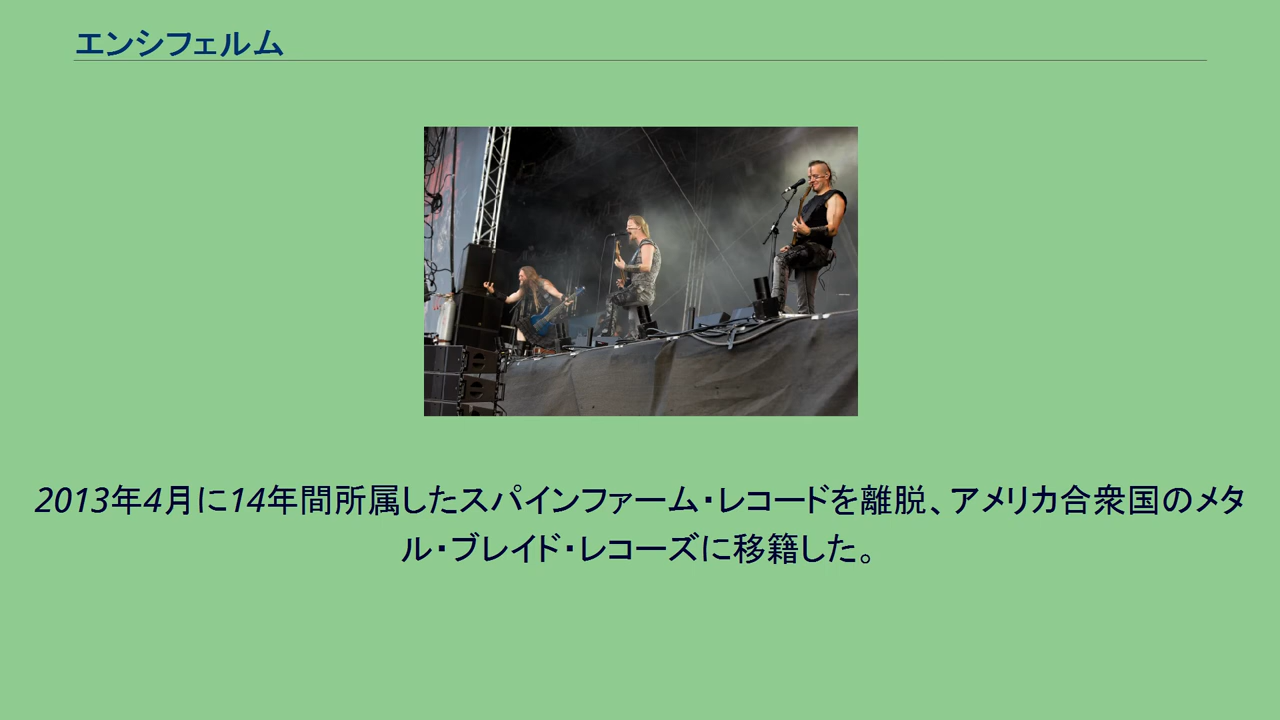 エンシフェルム
2013年4月に14年間所属したスパインファーム・レコードを離脱、アメリカ合衆国のメタ
ル・ブレイド・レコーズに移籍した。